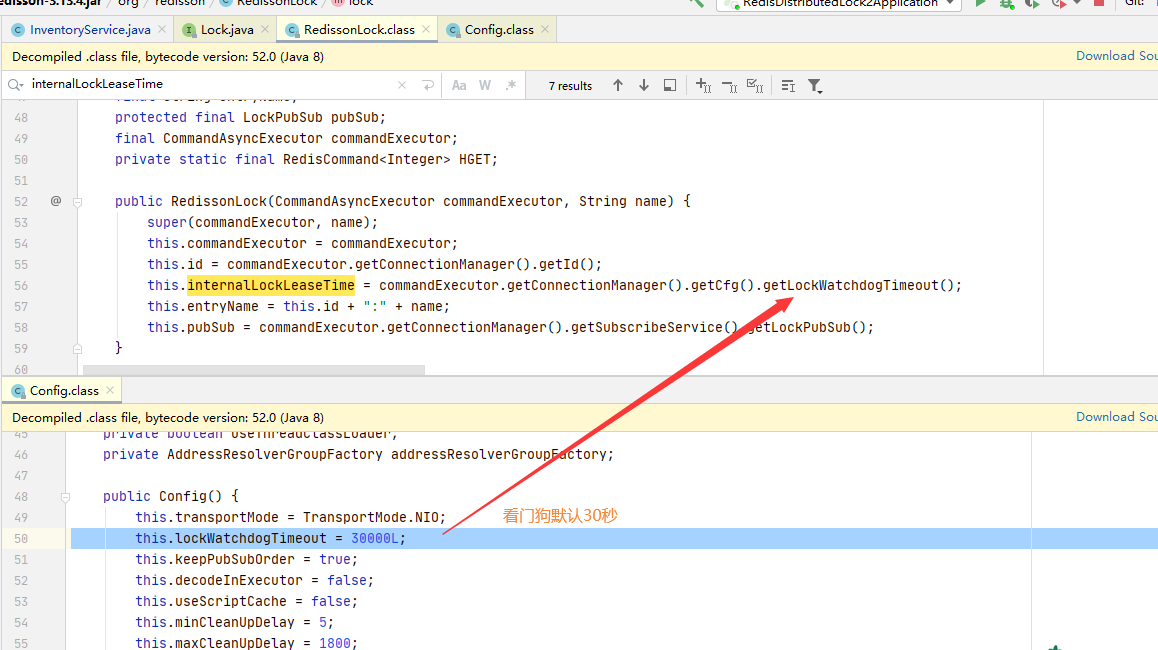 edisson-3.13.4.jar / org / redisson / RedissonLock / lock RedisDistributedLock2Application Git:
InventoryService.java Lock.java RedissonLock.class Config.class
Decompiled .class file, bytecode version: 52.0 (Java 8) Download Sou
internalLockLeaseTime Aa W .* 7 results
final String entryName;
48 protected final LockPubSub pubSub;
49 final CommandAsyncExecutor commandExecutor;
50 private static final RedisCommand<Integer> HGET;
51
52 @ public RedissonLock(CommandAsyncExecutor commandExecutor, String name) {
53 super(commandExecutor, name);
54 this.commandExecutor = commandExecutor;
55 this.id = commandExecutor.getConnectionManager().getId();
56 this.internalLockLeaseTime = commandExecutor.getConnectionManager().getCfg().getLockWatchdogTimeout();
57 this.entryName = this.id + ":" + name;
58 this.pubSub = commandExecutor.getConnectionManager().getSubscribeService().getLockPubSub();
59 }
60
Config.class
Decompiled .class file, bytecode version: 52.0 (Java 8) Download Sou
45 private boolean useThreadClassLoader;
46 private AddressResolverGroupFactory addressResolverGroupFactory;
47
48 public Config() {
49 this.transportMode = TransportMode.NIO;
看门狗默认30秒
50 this.lockWatchdogTimeout = 30000L;
51 this.keepPubSubOrder = true;
52 this.decodeInExecutor = false;
53 this.useScriptCache = false;
54 this.minCleanUpDelay = 5;
55 this.maxCleanUpDelay = 1800;